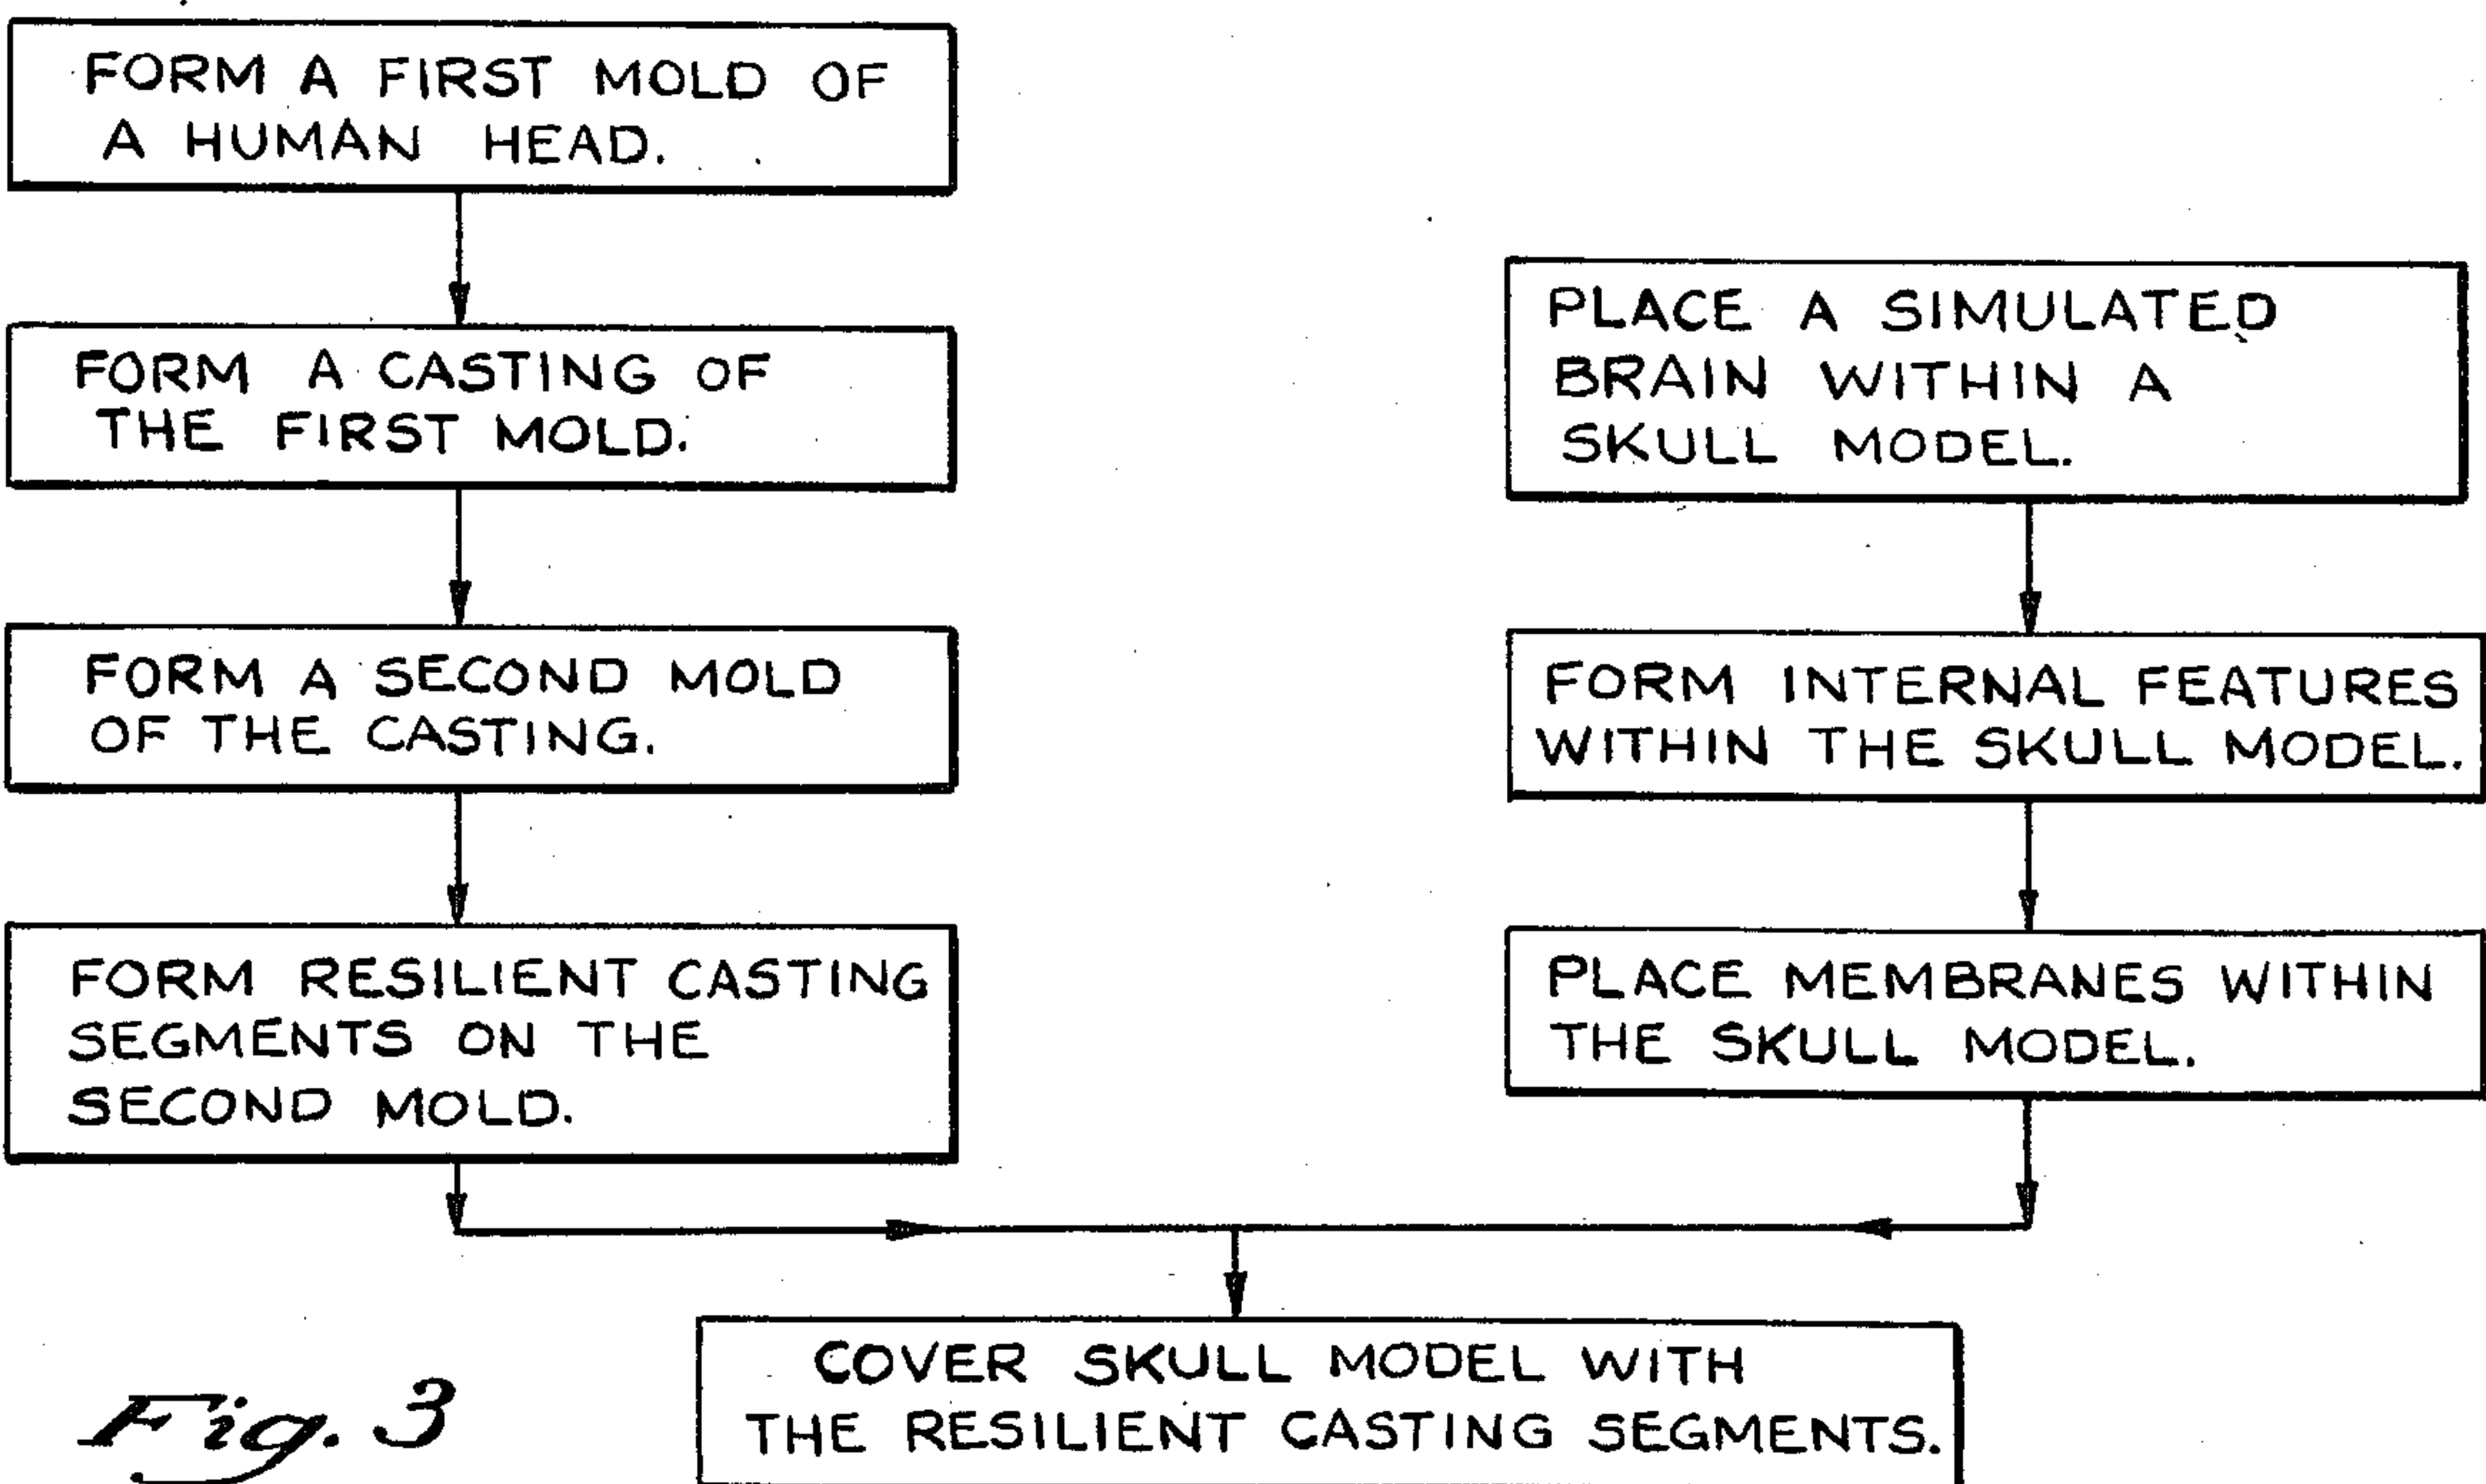 FORM A FIRST MOLD OF
A HUMAN HEAD.
FORM A CASTING OF
THE FIRST MOLD.
FORM A SECOND MOLD
OF THE CASTING.
FORM RESILIENT CASTING
SEGMENTS ON THE
SECOND MOLD.
PLACE A SIMULATED
BRAIN WITHIN A
SKULL MODEL.
FORM INTERNAL FEATURES
WITHIN THE SKULL MODEL.
PLACE MEMBRANES WITHIN
THE SKULL MODEL.
COVER SKULL MODEL WITH
THE RESILIENT CASTING SEGMENTS.
Fig. 3